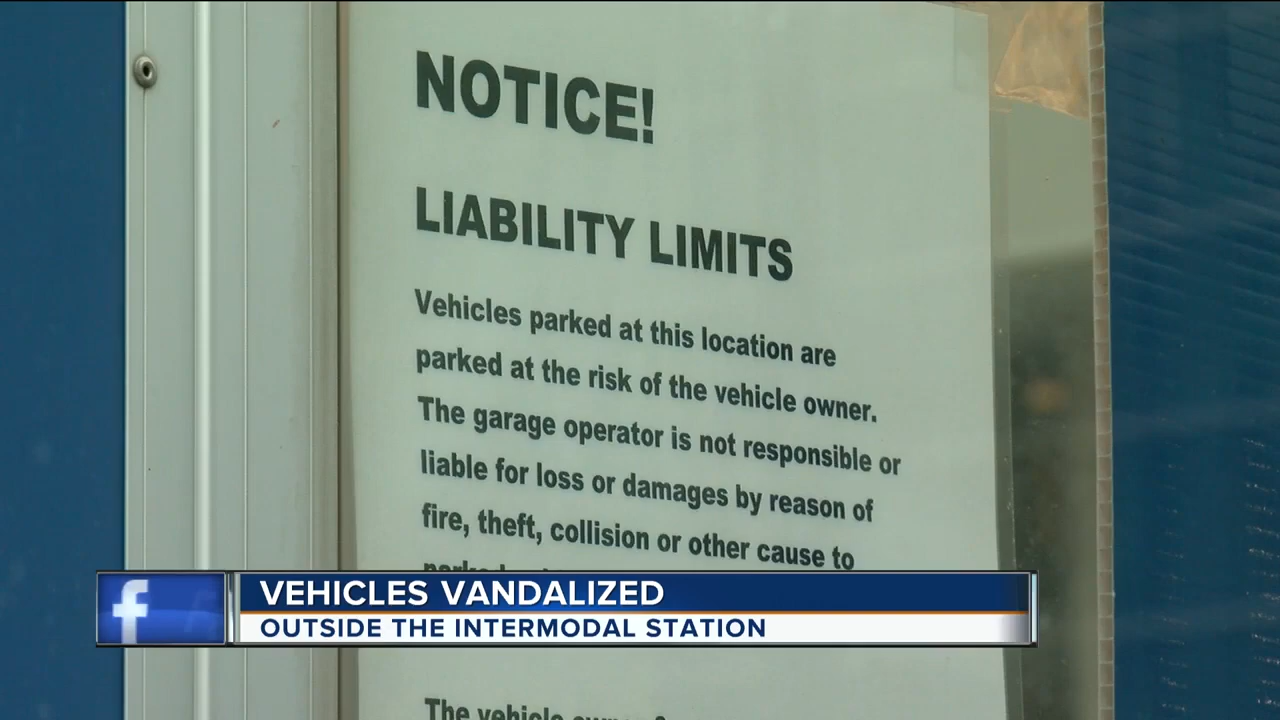 NOTICE!
LIABILITY LIMITS
Vehicles parked at this location are
parked at the risk of the vehicle owner.
The garage operator is not responsible or
liable for loss or damages by reason of
fire, theft, collision or other cause to
f
VEHICLES VANDALIZED
OUTSIDE THE INTERMODAL STATION
The vehicle